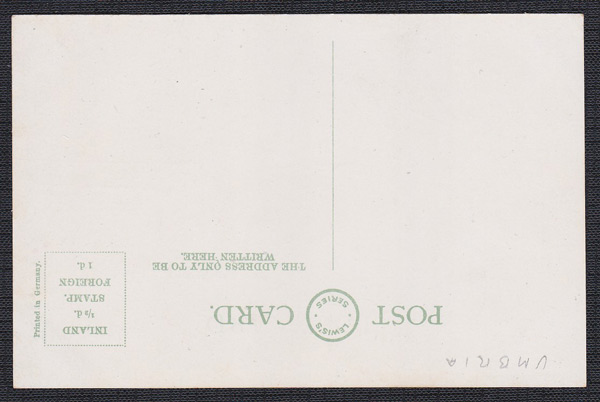 UMBRIA
POST CARD.
LEWIS'S
SERIES
THE ADDRESS ONLY TO BE
WRITTEN HERE.
INLAND
½d.
STAMP.
FOREIGN
1d.
Printed in Germany.